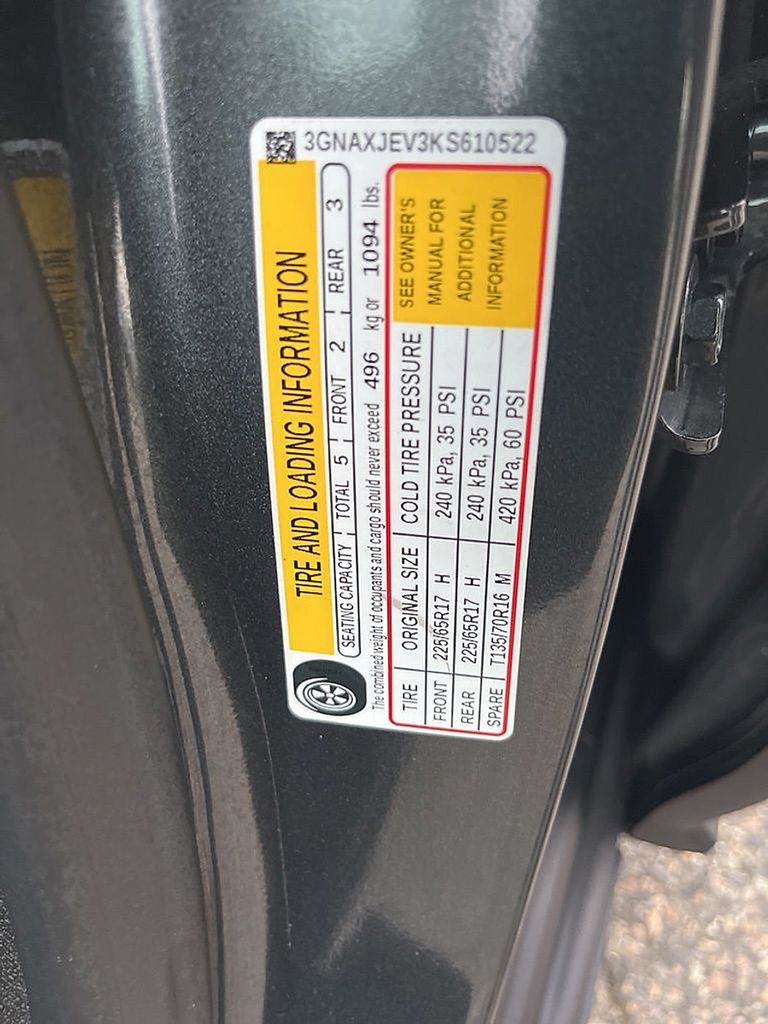 3GNAXJEV3KS610522
TIRE AND LOADING INFORMATION
SEATING CAPACITY TOTAL 5 FRONT 2 REAR 3
The combined weight of occupants and cargo should never exceed 496 kg or 1094 lbs.
TIRE ORIGINAL SIZE COLD TIRE PRESSURE
FRONT 225/65R17 H 240 kPa, 35 PSI
REAR 225/65R17 H 240 kPa, 35 PSI
SPARE T135/70R16 M 420 kPa, 60 PSI
SEE OWNER'S
MANUAL FOR
ADDITIONAL
INFORMATION